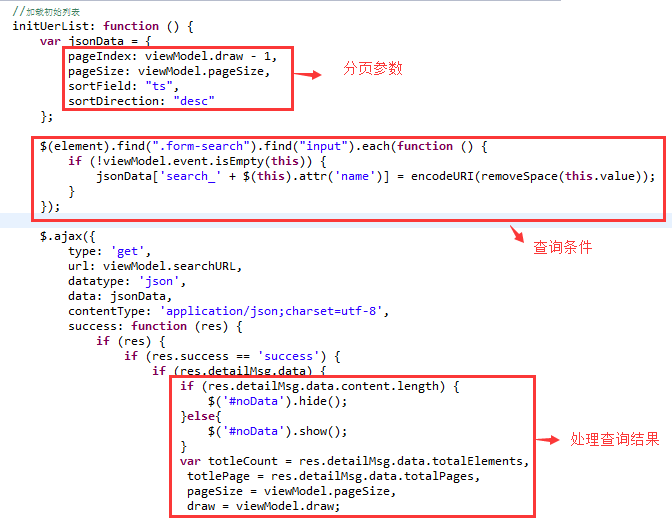 //加载初始列表
initUerList: function () {
var jsonData = {
pageIndex: viewModel.draw - 1,
pageSize: viewModel.pageSize,
sortField: "ts",
sortDirection: "desc"
};
分页参数
$(element).find(".form-search").find("input").each(function () {
if (!viewModel.event.isEmpty(this)) {
jsonData['search_' + $(this).attr('name')] = encodeURI(removeSpace(this.value));
}
});
查询条件
$.ajax({
type: 'get',
url: viewModel.searchURL,
datatype: 'json',
data: jsonData,
contentType: 'application/json;charset=utf-8',
success: function (res) {
if (res) {
if (res.success == 'success') {
if (res.detailMsg.data) {
if (res.detailMsg.data.content.length) {
$('#noData').hide();
}else{
$('#noData').show();
}
处理查询结果
var totleCount = res.detailMsg.data.totalElements,
totlePage = res.detailMsg.data.totalPages,
pageSize = viewModel.pageSize,
draw = viewModel.draw;